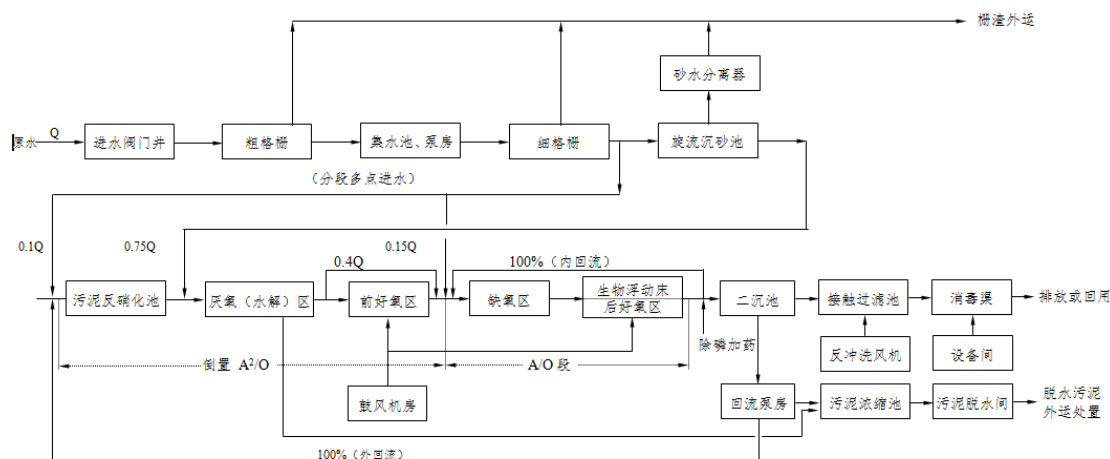 栅渣外运
砂水分离器
原水
Q
进水阀门井
粗格栅
集水池、泵房
细格栅
旋流沉砂池
（分段多点进水）
0.1Q
0.75Q
0.15Q
0.4Q
100%（内回流）
污泥反硝化池
厌氧（水解）区
前好氧区
缺氧区
生物浮动床
后好氧区
二沉池
接触过滤池
消毒渠
排放或回用
除磷加药
反冲洗风机
设备间
倒置 A²/O
A/O 段
鼓风机房
回流泵房
污泥浓缩池
污泥脱水间
脱水污泥
外运处置
100%（外回流）